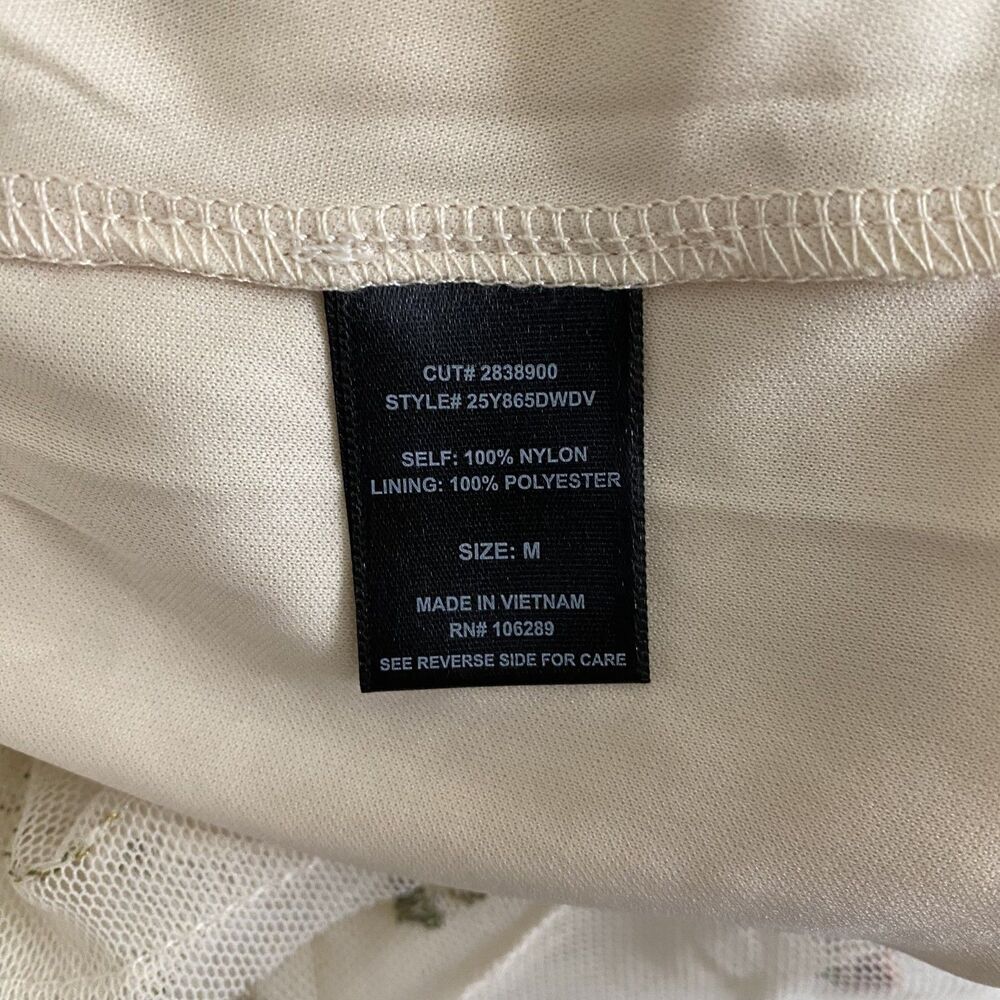 CUT# 2838900
STYLE# 25Y865DWDV
SELF: 100% NYLON
LINING: 100% POLYESTER
SIZE: M
MADE IN VIETNAM
RN# 106289
SEE REVERSE SIDE FOR CARE